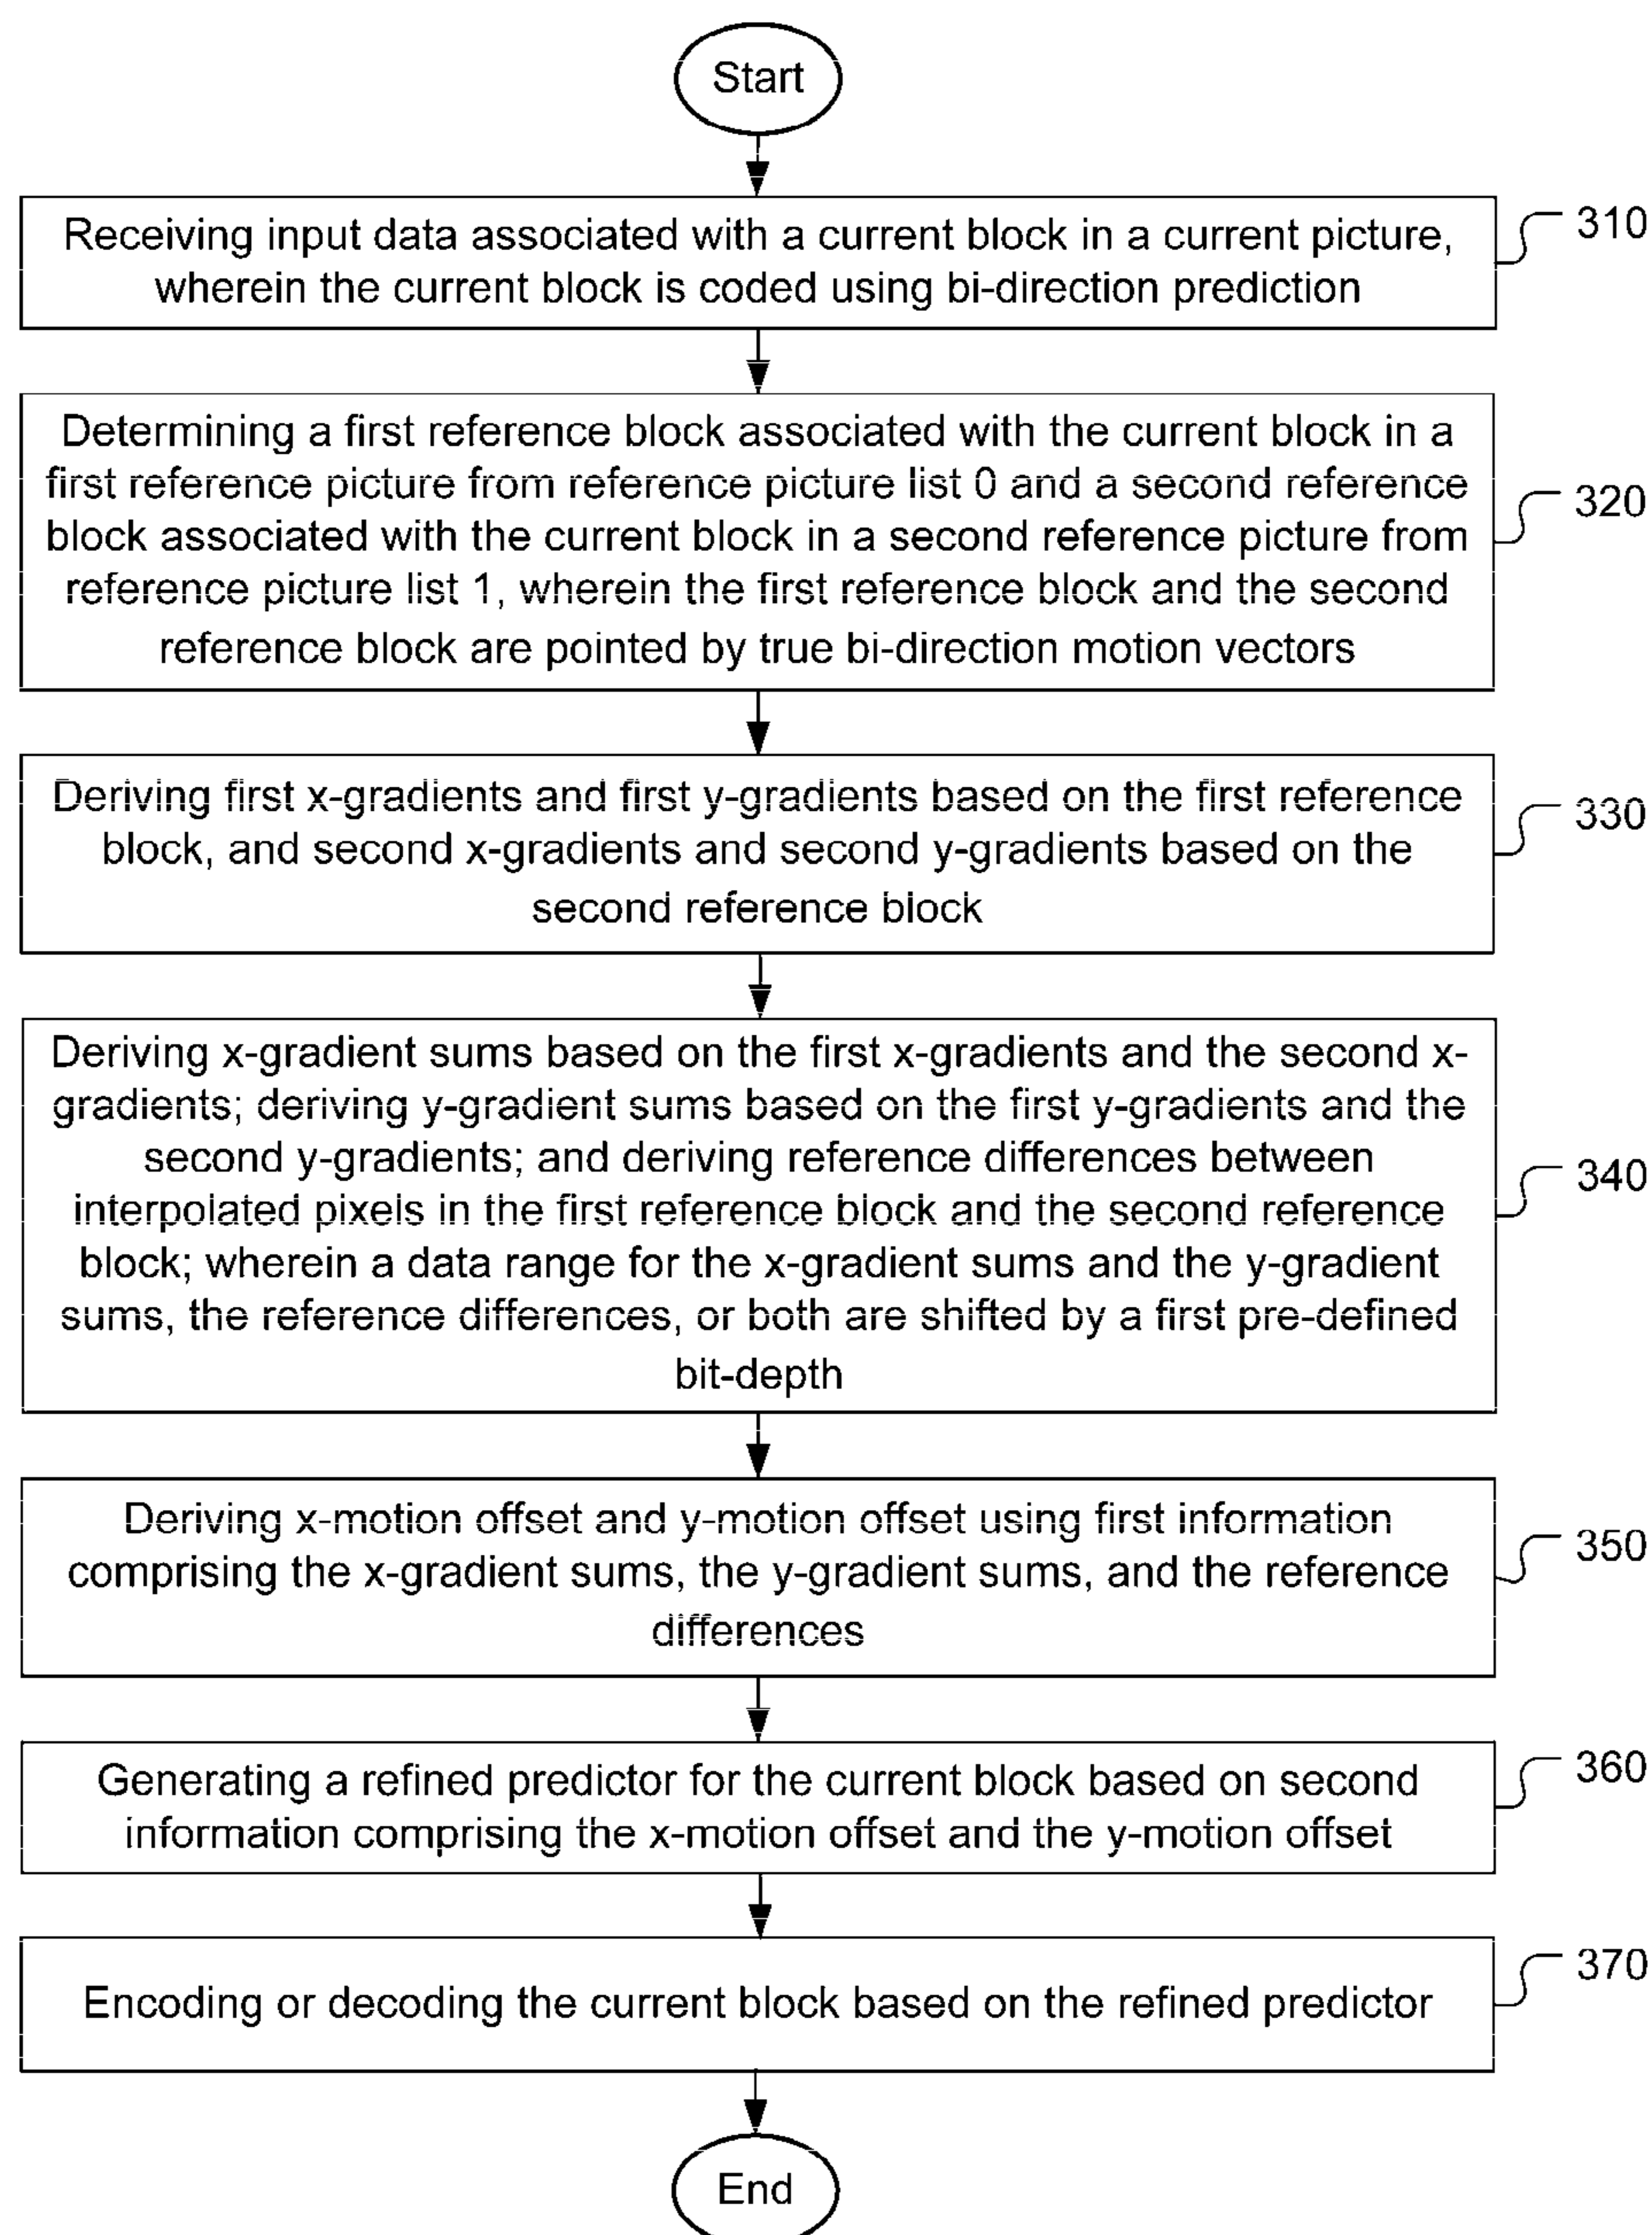 Start
Receiving input data associated with a current block in a current picture,
wherein the current block is coded using bi-direction prediction
310
Determining a first reference block associated with the current block in a
first reference picture from reference picture list 0 and a second reference
block associated with the current block in a second reference picture from
reference picture list 1, wherein the first reference block and the second
reference block are pointed by true bi-direction motion vectors
320
Deriving first x-gradients and first y-gradients based on the first reference
block, and second x-gradients and second y-gradients based on the
second reference block
330
Deriving x-gradient sums based on the first x-gradients and the second x-
gradients; deriving y-gradient sums based on the first y-gradients and the
second y-gradients; and deriving reference differences between
interpolated pixels in the first reference block and the second reference
block; wherein a data range for the x-gradient sums and the y-gradient
sums, the reference differences, or both are shifted by a first pre-defined
bit-depth
340
Deriving x-motion offset and y-motion offset using first information
comprising the x-gradient sums, the y-gradient sums, and the reference
differences
350
Generating a refined predictor for the current block based on second
information comprising the x-motion offset and the y-motion offset
360
Encoding or decoding the current block based on the refined predictor
370
End